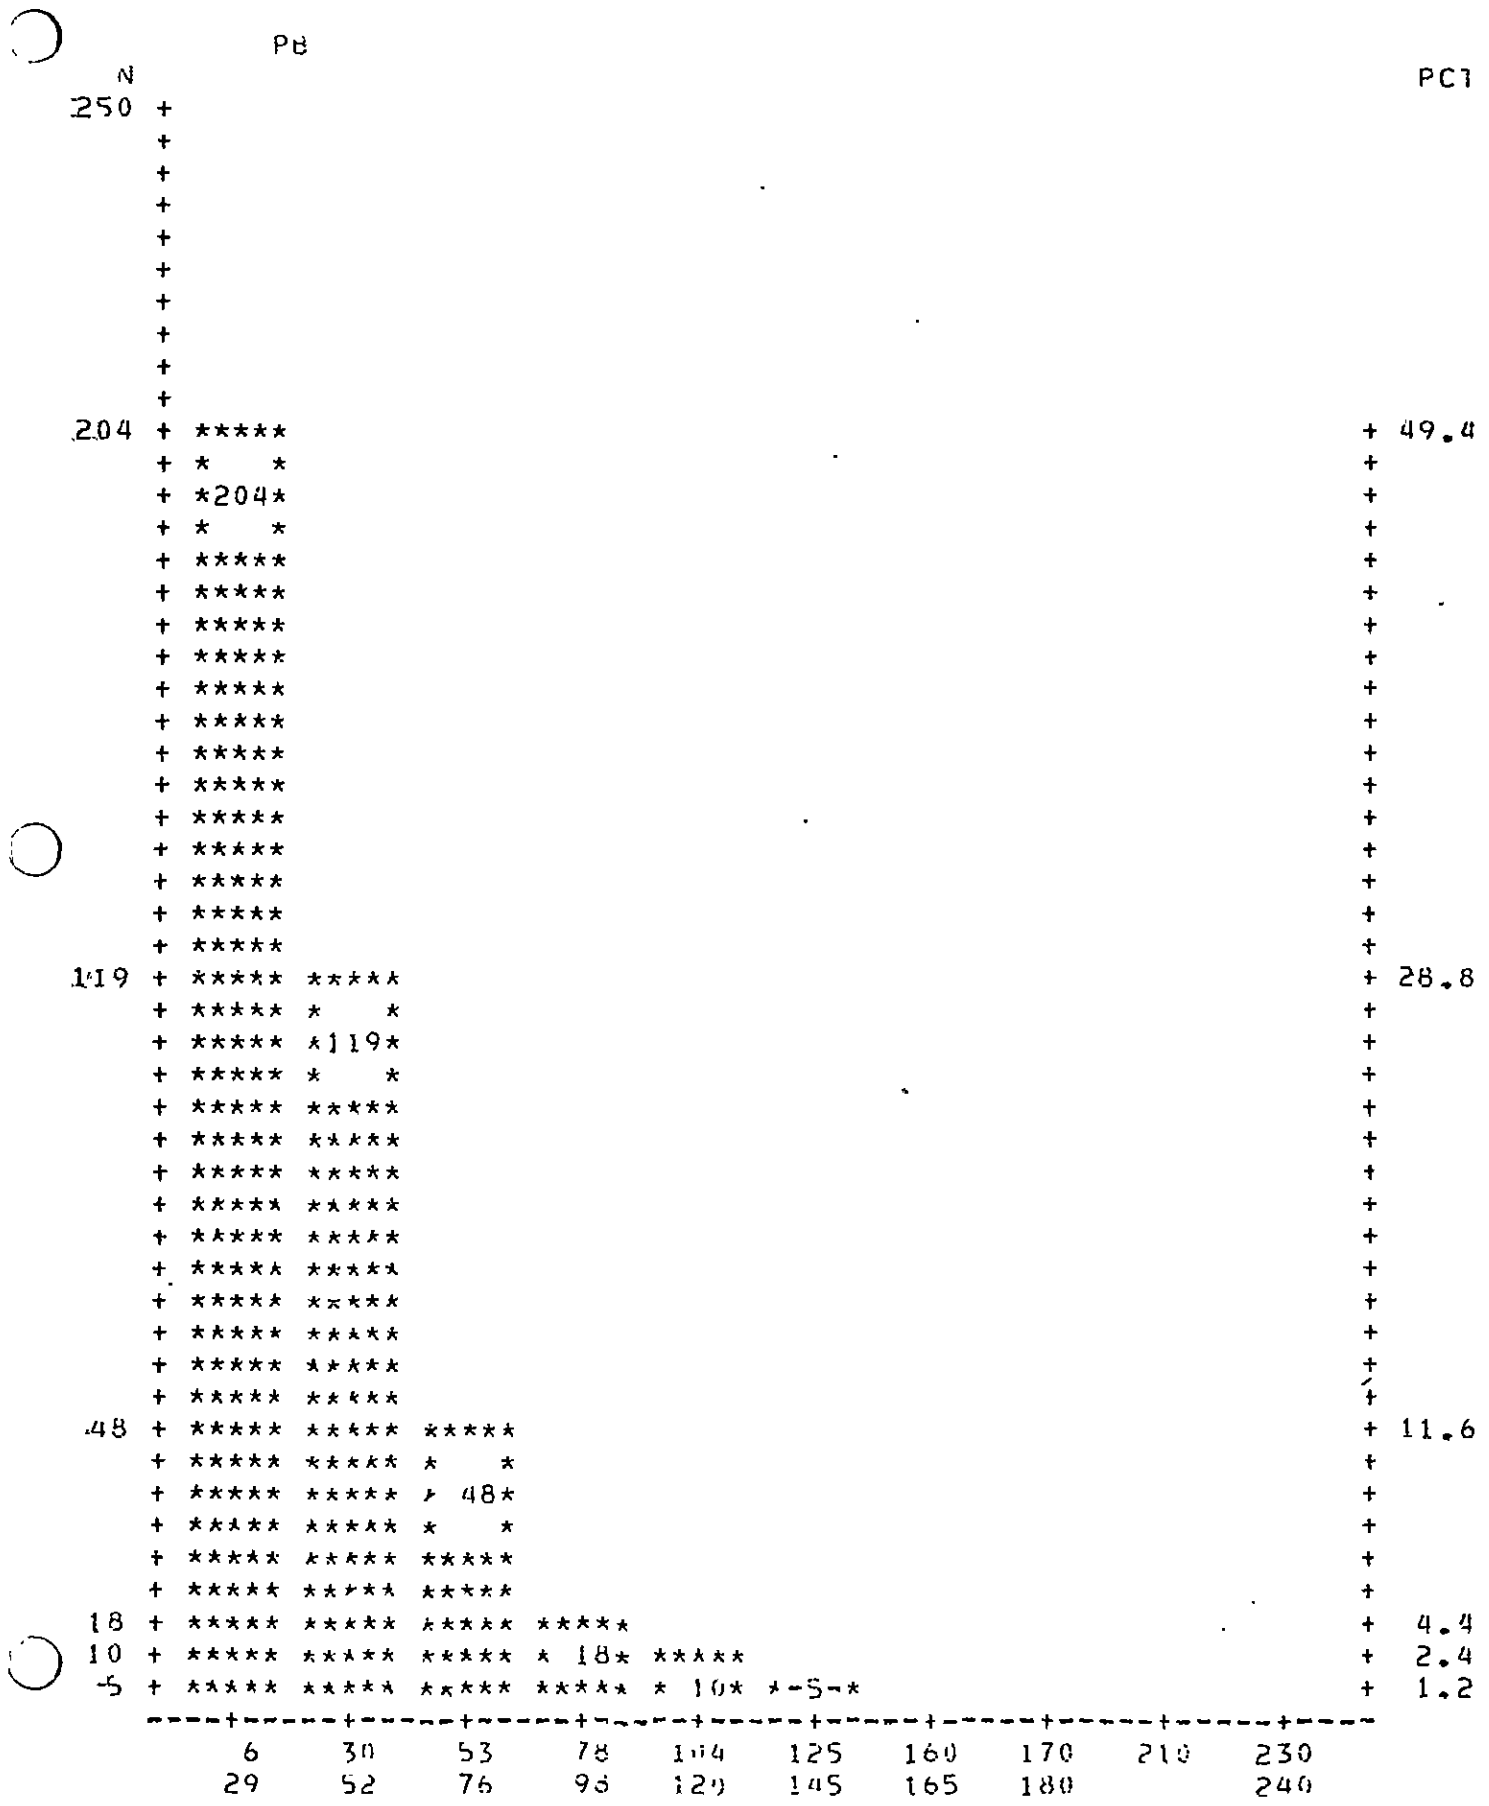 PB
N PCT
250 +
+
+
+
+
+
+
+
+
+
204 + ***** + 49.4
+ * * +
+ *204* +
+ * * +
+ ***** +
+ ***** +
+ ***** +
+ ***** +
+ ***** +
+ ***** +
+ ***** +
+ ***** +
+ ***** +
+ ***** +
+ ***** +
+ ***** +
+ ***** +
119 + ***** ***** + 28.8
+ ***** * * +
+ ***** *119* +
+ ***** * * +
+ ***** ***** +
+ ***** ***** +
+ ***** ***** +
+ ***** ***** +
+ ***** ***** +
+ ***** ***** +
+ ***** ***** +
+ ***** ***** +
+ ***** ***** +
+ ***** ***** +
48 + ***** ***** ***** + 11.6
+ ***** ***** * * +
+ ***** ***** * 48* +
+ ***** ***** * * +
+ ***** ***** ***** +
+ ***** ***** ***** +
18 + ***** ***** ***** ***** + 4.4
10 + ***** ***** ***** * 18* ***** + 2.4
5 + ***** ***** ***** ***** * 10* *-5-* + 1.2
-----+-------+-------+-------+-------+-------+-------+-------+-------+-------+------
6 30 53 78 104 125 160 170 210 230
29 52 76 98 120 145 165 180 240